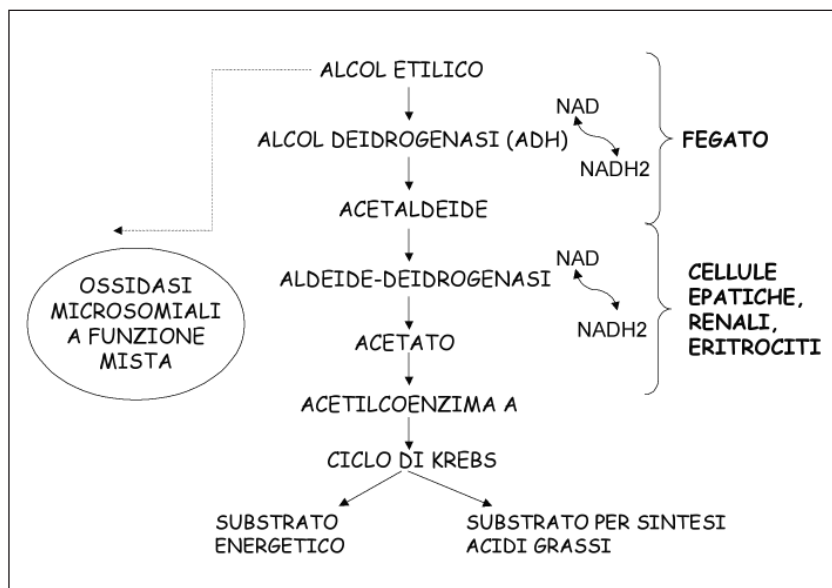 ALCOL ETILICO
NAD
ALCOL DEIDROGENASI (ADH)
NADH2
FEGATO
ACETALDEIDE
ALDEIDE-DEIDROGENASI
NAD
NADH2
CELLULE
EPATICHE,
RENALI,
ERITROCITI
OSSIDASI
MICROSOMIALI
A FUNZIONE
MISTA
ACETATO
ACETILCOENZIMA A
CICLO DI KREBS
SUBSTRATO
ENERGETICO
SUBSTRATO PER SINTESI
ACIDI GRASSI